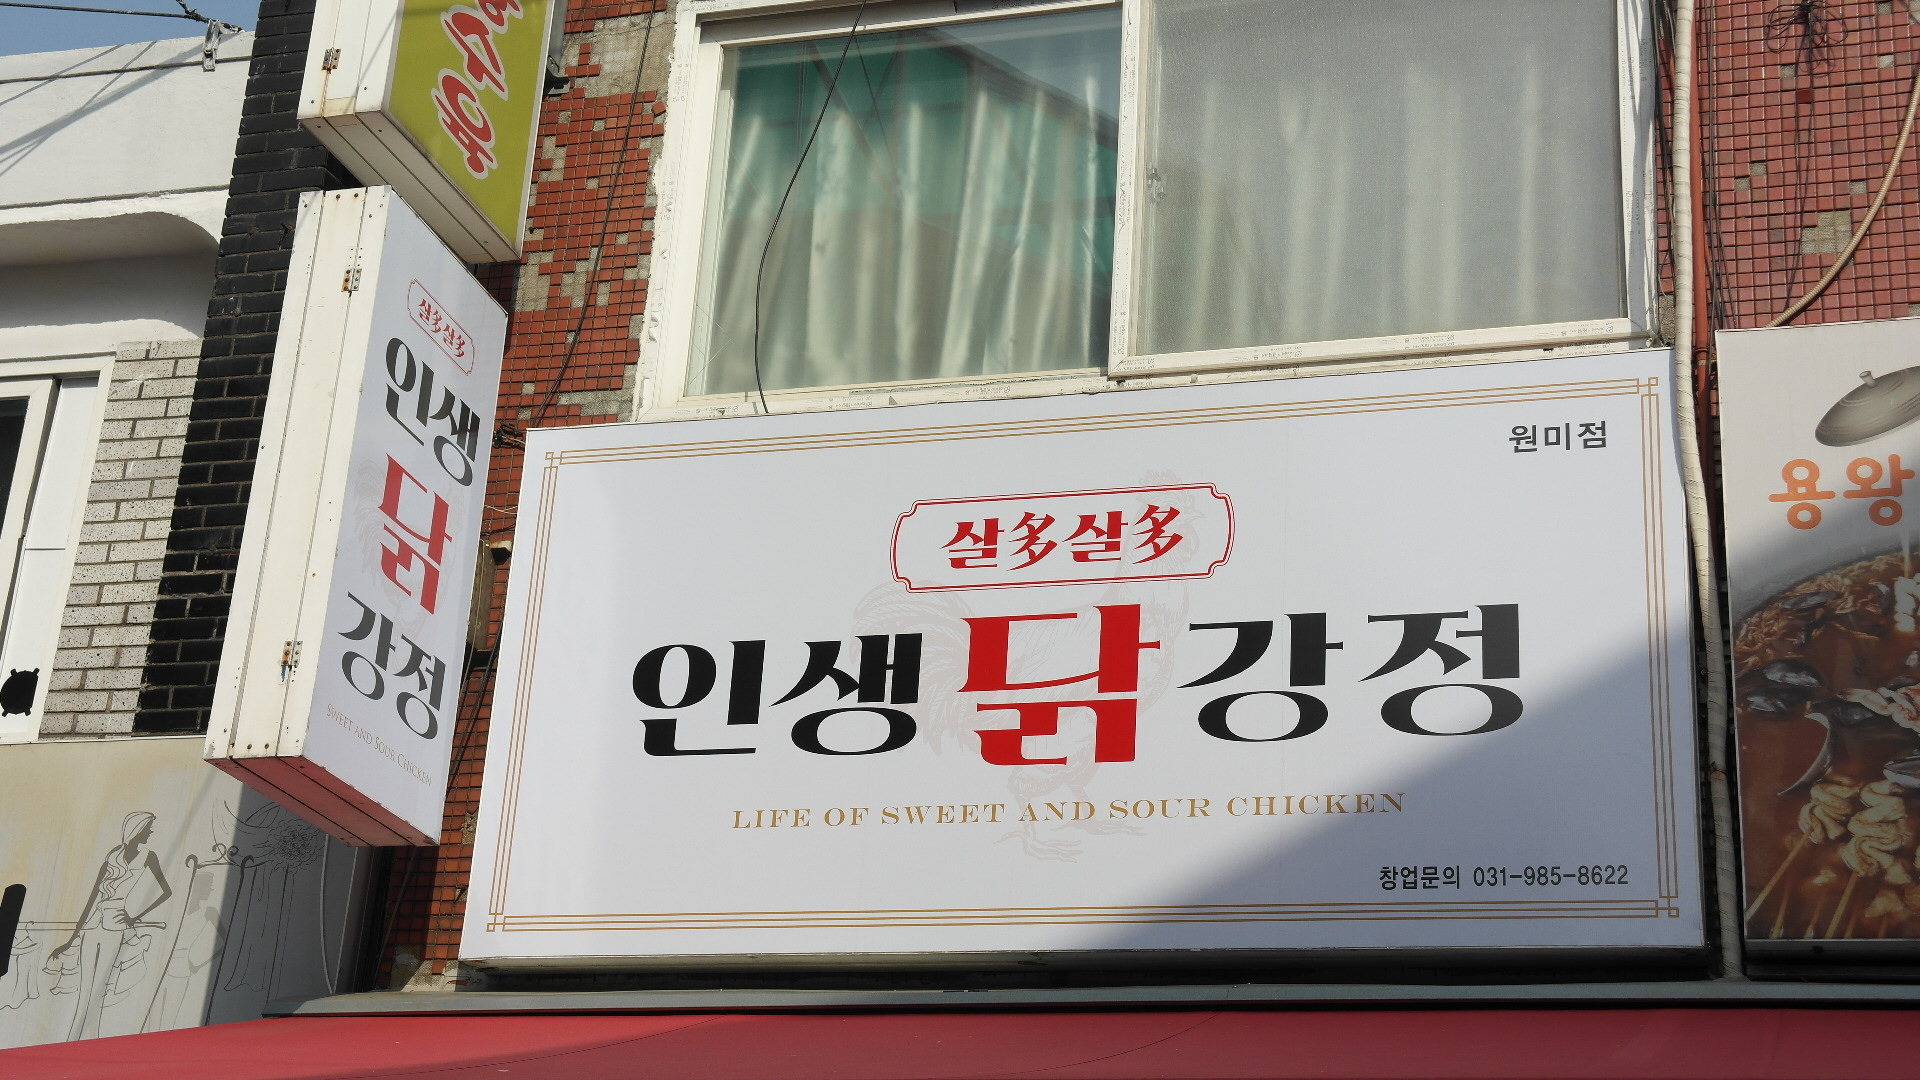 살多살多
인생
닭
강정
SWEET AND SOUR CHICKEN
원미점
살多살多
인생닭강정
LIFE OF SWEET AND SOUR CHICKEN
창업문의 031-985-8622
용왕